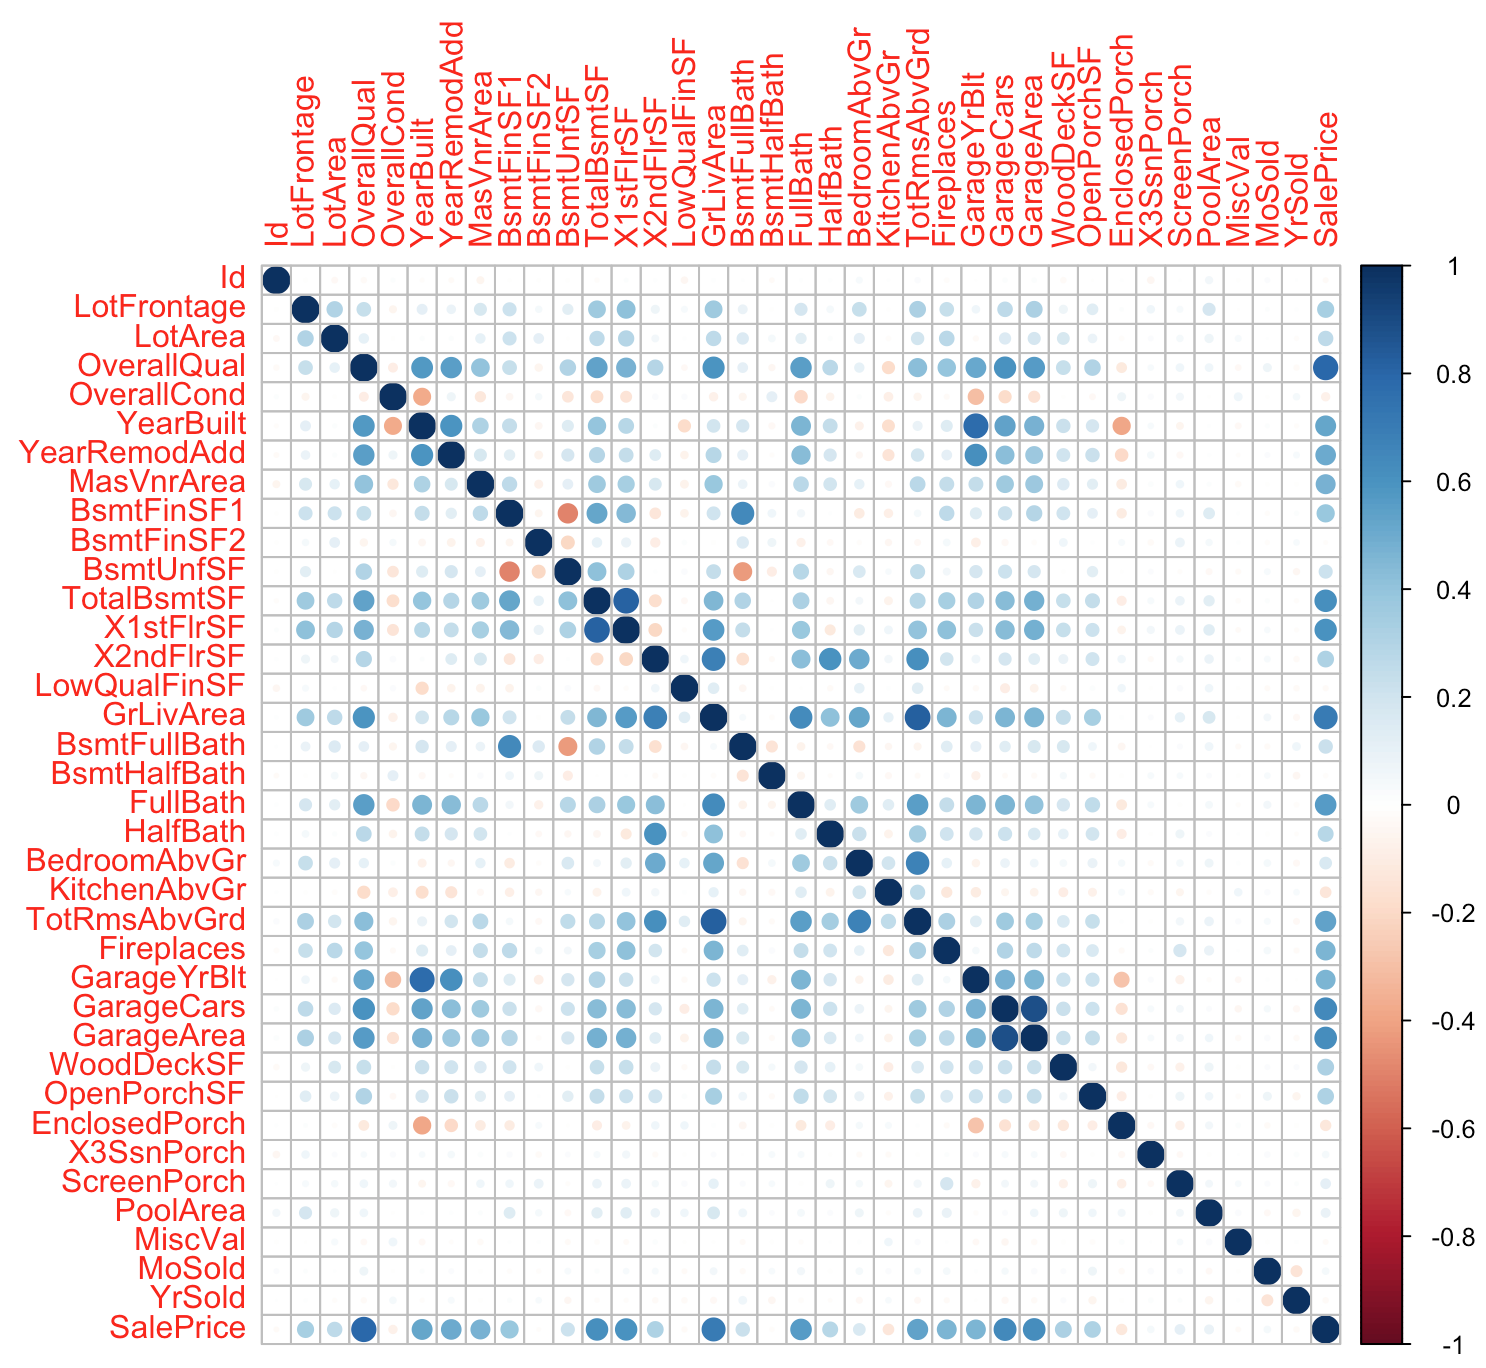 Id
LotFrontage
LotArea
OverallQual
OverallCond
YearBuilt
YearRemodAdd
MasVnrArea
BsmtFinSF1
BsmtFinSF2
BsmtUnfSF
TotalBsmtSF
X1stFlrSF
X2ndFlrSF
LowQualFinSF
GrLivArea
BsmtFullBath
BsmtHalfBath
FullBath
HalfBath
BedroomAbvGr
KitchenAbvGr
TotRmsAbvGrd
Fireplaces
GarageYrBlt
GarageCars
GarageArea
WoodDeckSF
OpenPorchSF
EnclosedPorch
X3SsnPorch
ScreenPorch
PoolArea
MiscVal
MoSold
YrSold
SalePrice
Id
LotFrontage
LotArea
OverallQual
OverallCond
YearBuilt
YearRemodAdd
MasVnrArea
BsmtFinSF1
BsmtFinSF2
BsmtUnfSF
TotalBsmtSF
X1stFlrSF
X2ndFlrSF
LowQualFinSF
GrLivArea
BsmtFullBath
BsmtHalfBath
FullBath
HalfBath
BedroomAbvGr
KitchenAbvGr
TotRmsAbvGrd
Fireplaces
GarageYrBlt
GarageCars
GarageArea
WoodDeckSF
OpenPorchSF
EnclosedPorch
X3SsnPorch
ScreenPorch
PoolArea
MiscVal
MoSold
YrSold
SalePrice
1
0.8
0.6
0.4
0.2
0
-0.2
-0.4
-0.6
-0.8
-1